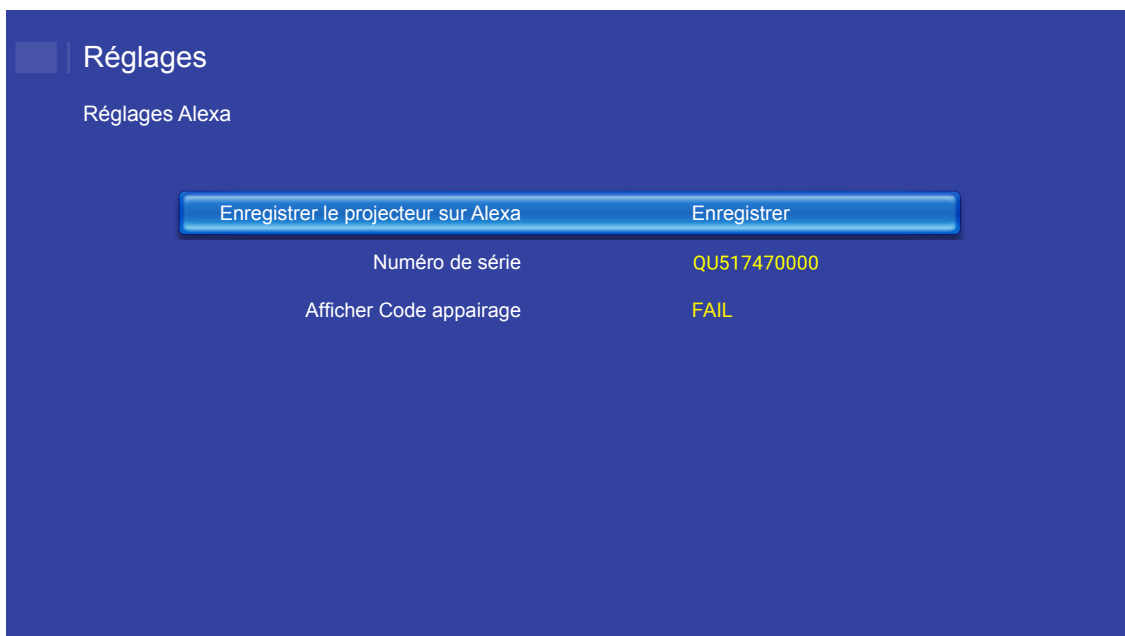 Réglages
Réglages Alexa
Enregistrer le projecteur sur Alexa Enregistrer
Numéro de série QU517470000
Afficher Code appairage FAIL